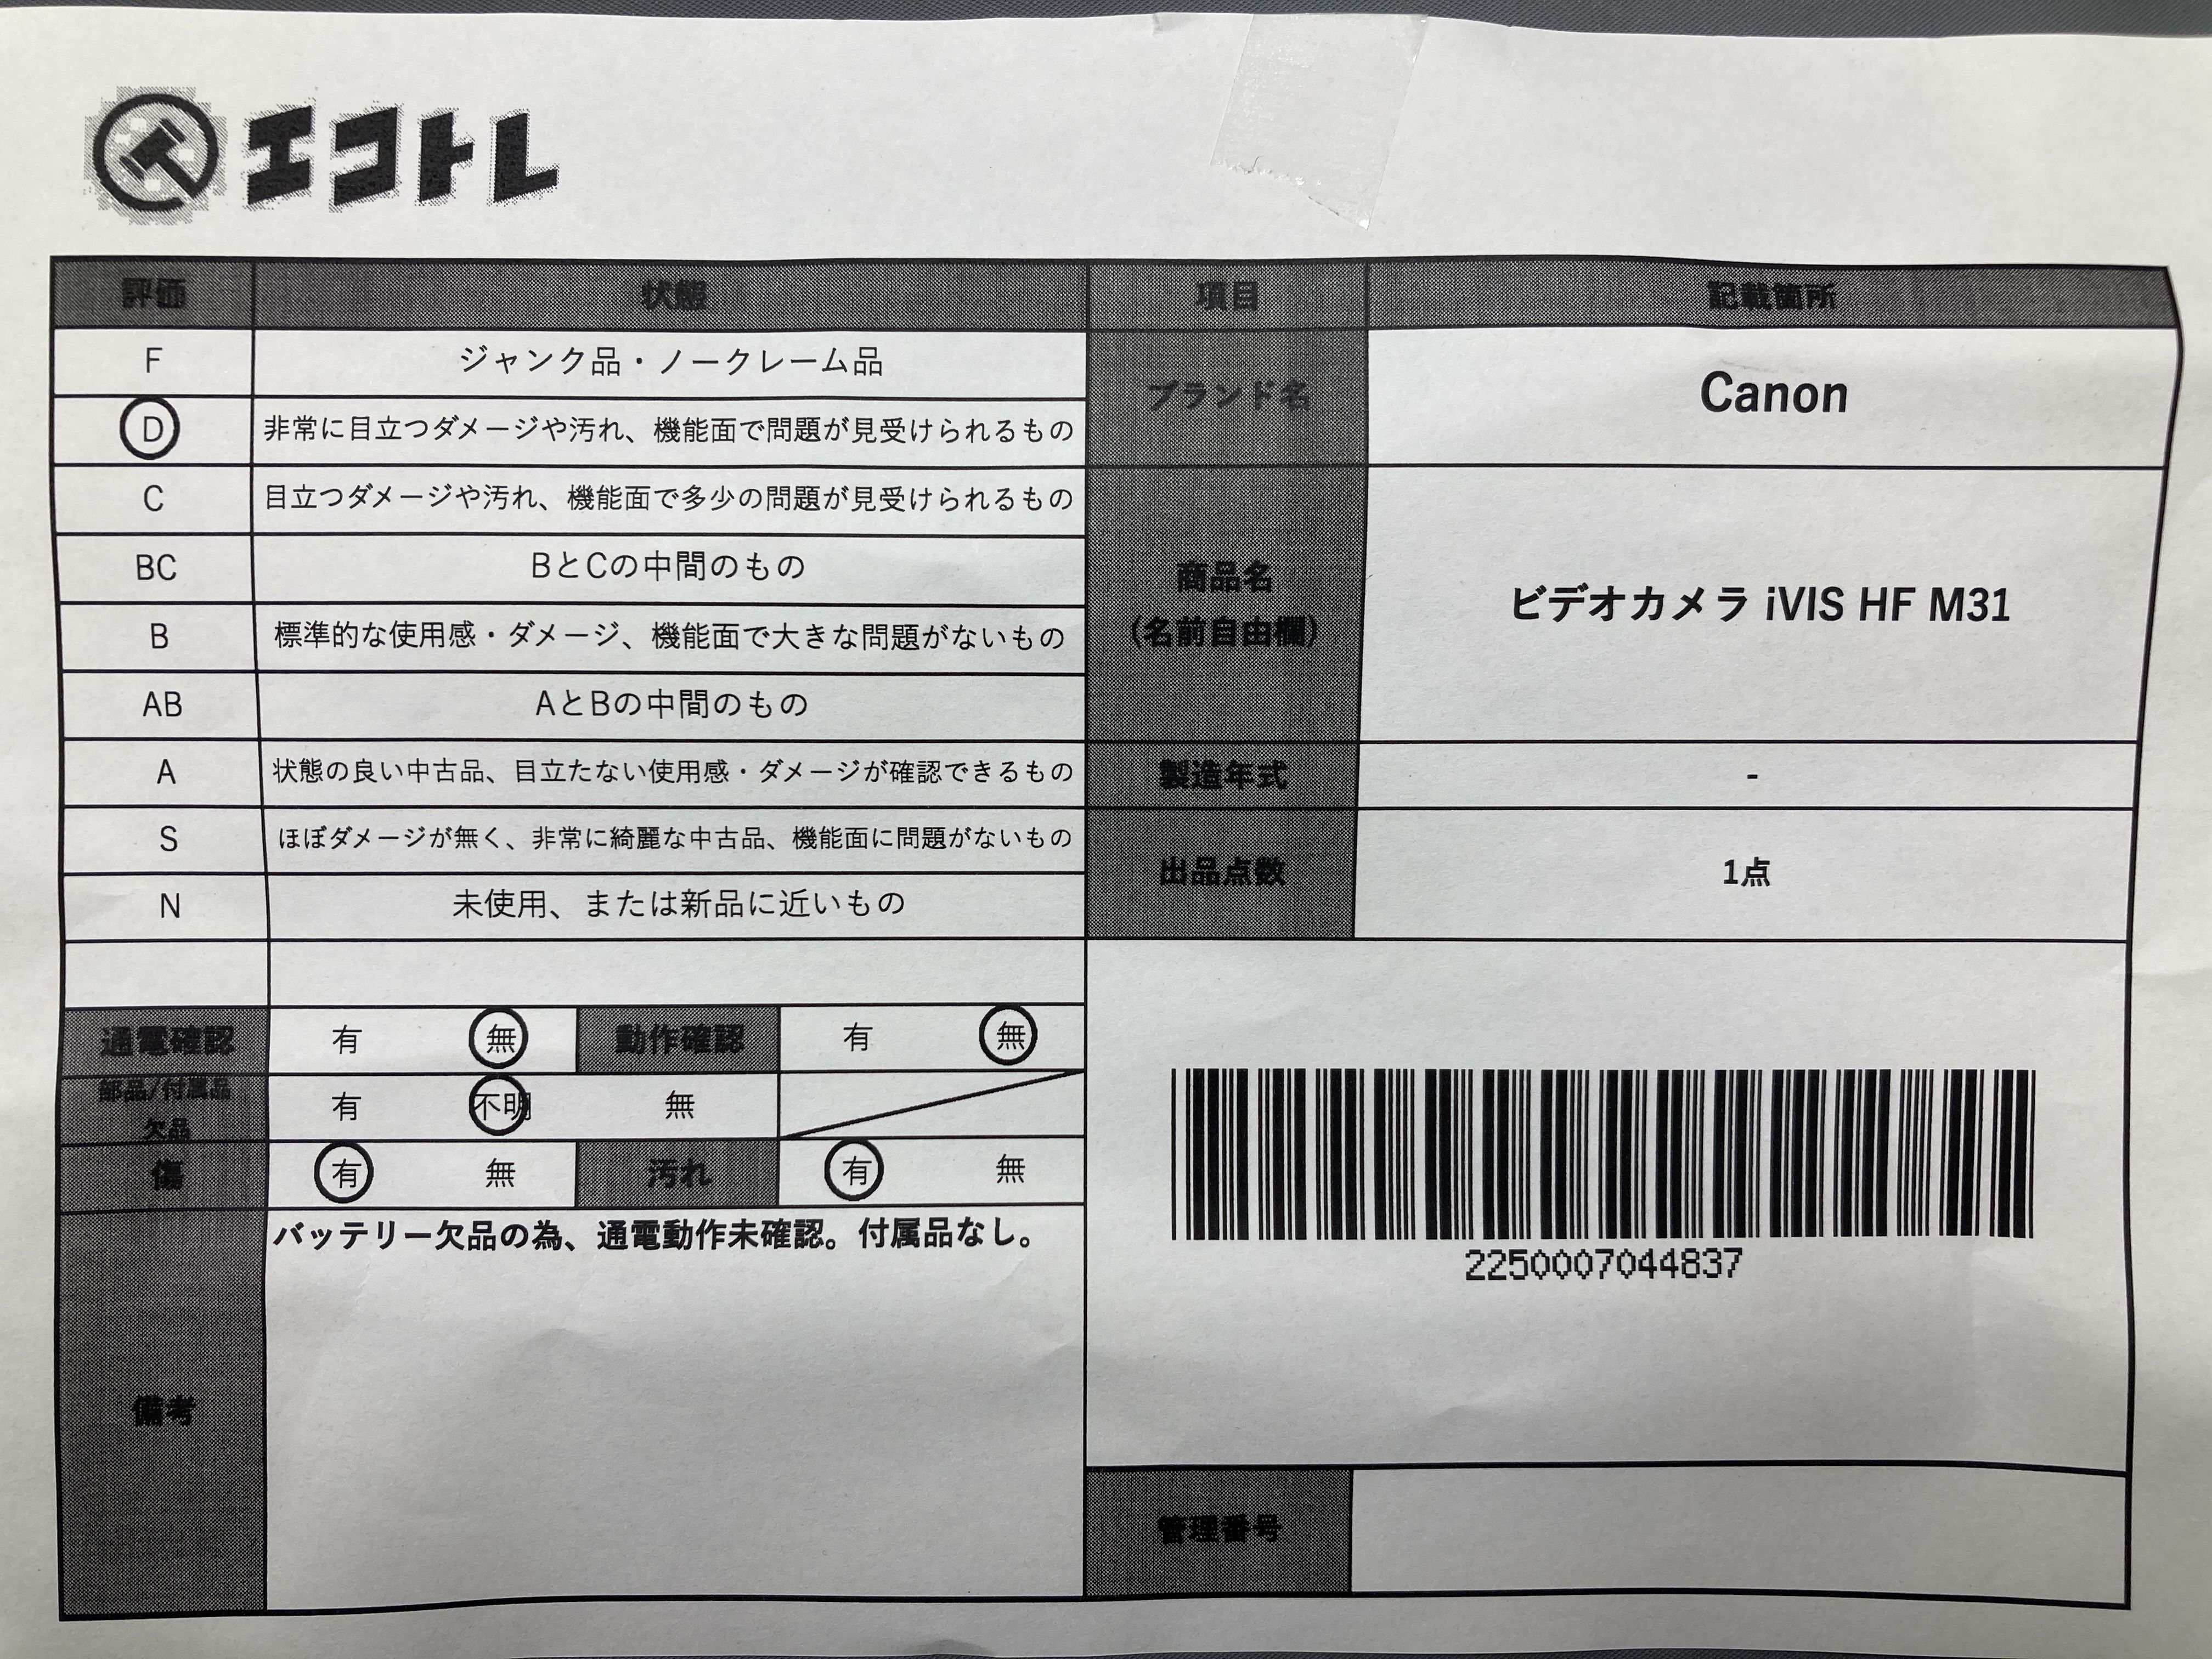 エコトレ
評価 状態 項目 記載箇所
F ジャンク品・ノークレーム品
D 非常に目立つダメージや汚れ、機能面で問題が見受けられるもの
ブランド名 Canon
C 目立つダメージや汚れ、機能面で多少の問題が見受けられるもの
BC BとCの中間のもの
B 標準的な使用感・ダメージ、機能面で大きな問題がないもの
AB AとBの中間のもの
商品名
(名前自由欄)
ビデオカメラ iVIS HF M31
A 状態の良い中古品、目立たない使用感・ダメージが確認できるもの
製造年式 -
S ほぼダメージが無く、非常に綺麗な中古品、機能面に問題がないもの
N 未使用、または新品に近いもの
出品点数 1点
通電確認 有 無 動作確認 有 無
部品/付属品
欠品
有 不明 無
傷 有 無 汚れ 有 無
備考
バッテリー欠品の為、通電動作未確認。付属品なし。
2250007044837
管理番号